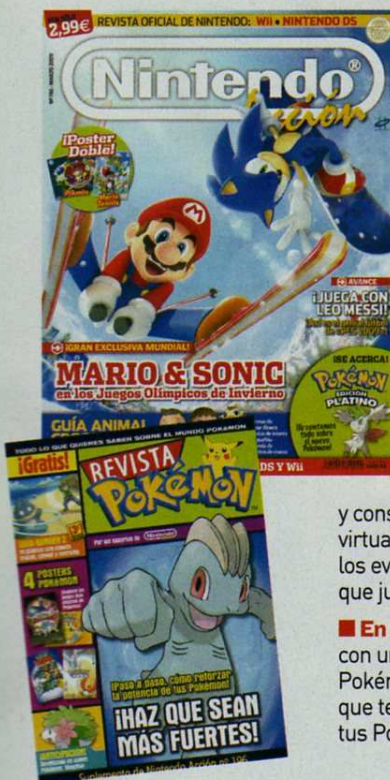 2,99€
REVISTA OFICIAL DE NINTENDO: Wii • NINTENDO DS
Nintendo®
Acción
¡Poster
Doble!
AVANCE
¡JUEGA CON
LEO MESSI!
¡GRAN EXCLUSIVA MUNDIAL!
MARIO & SONIC
en los Juegos Olímpicos de Invierno
¡SE ACERCA!
POKÉMON
EDICIÓN
PLATINO
GUÍA ANIMAL
DS Y Wii
TODO LO QUE QUIERES SABER SOBRE EL MUNDO POKÉMON
¡Gratis!
REVISTA
POKéMON
Nintendo
4 POSTERS
POKÉMON
¡Paso a paso, cómo reforzar
la potencia de tus Pokémon!
¡HAZ QUE SEAN
MÁS FUERTES!
Suplemento de Nintendo Acción nº 196
y cons
virtua
los ev
que ju
En
con u
Pokér
que te
tus Po